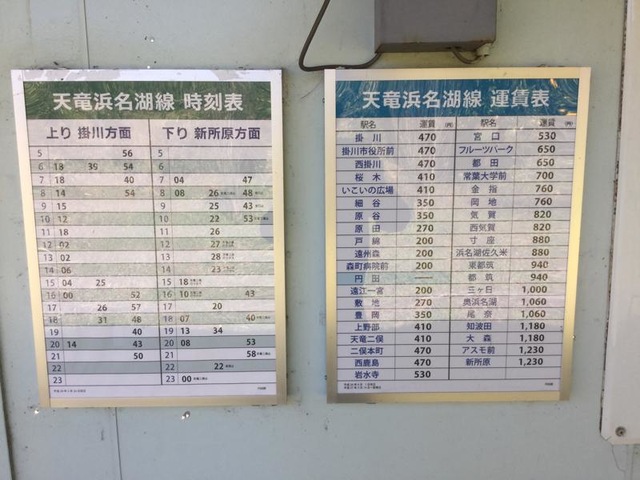 天竜浜名湖線 時刻表
上り 掛川方面 下り 新所原方面
5 56 5
6 18 39 54 6
7 18 40 7 04 47
8 14 54 8 08 26 48
9 15 9 25 43
10 12 10 22 53
11 18 11 26
12 02 12 27
13 02 13 28
14 06 14 23
15 04 25 15 18
16 00 52 16 43
17 26 57 17 20
18 31 48 18 07 40
19 40 19 13 34
20 14 43 20 08 53
21 50 21 58
22 22 22
23 23 00
天竜浜名湖線 運賃表
駅名 運賃 (円) 駅名 運賃 (円)
掛川 470 宮口 530
掛川市役所前 470 フルーツパーク 650
西掛川 470 都田 650
桜木 410 常葉大学前 700
いこいの広場 410 金指 760
細谷 350 岡地 760
原谷 350 気賀 820
原田 270 西気賀 820
戸綿 200 寸座 880
遠州森 200 浜名湖佐久米 880
森町病院前 200 東都筑 940
円田 都筑 940
遠江一宮 200 三ヶ日 1,000
敷地 270 奥浜名湖 1,060
豊岡 350 尾奈 1,060
上野部 410 知波田 1,180
天竜二俣 410 大森 1,180
二俣本町 470 アスモ前 1,230
西鹿島 470 新所原 1,230
岩水寺 530